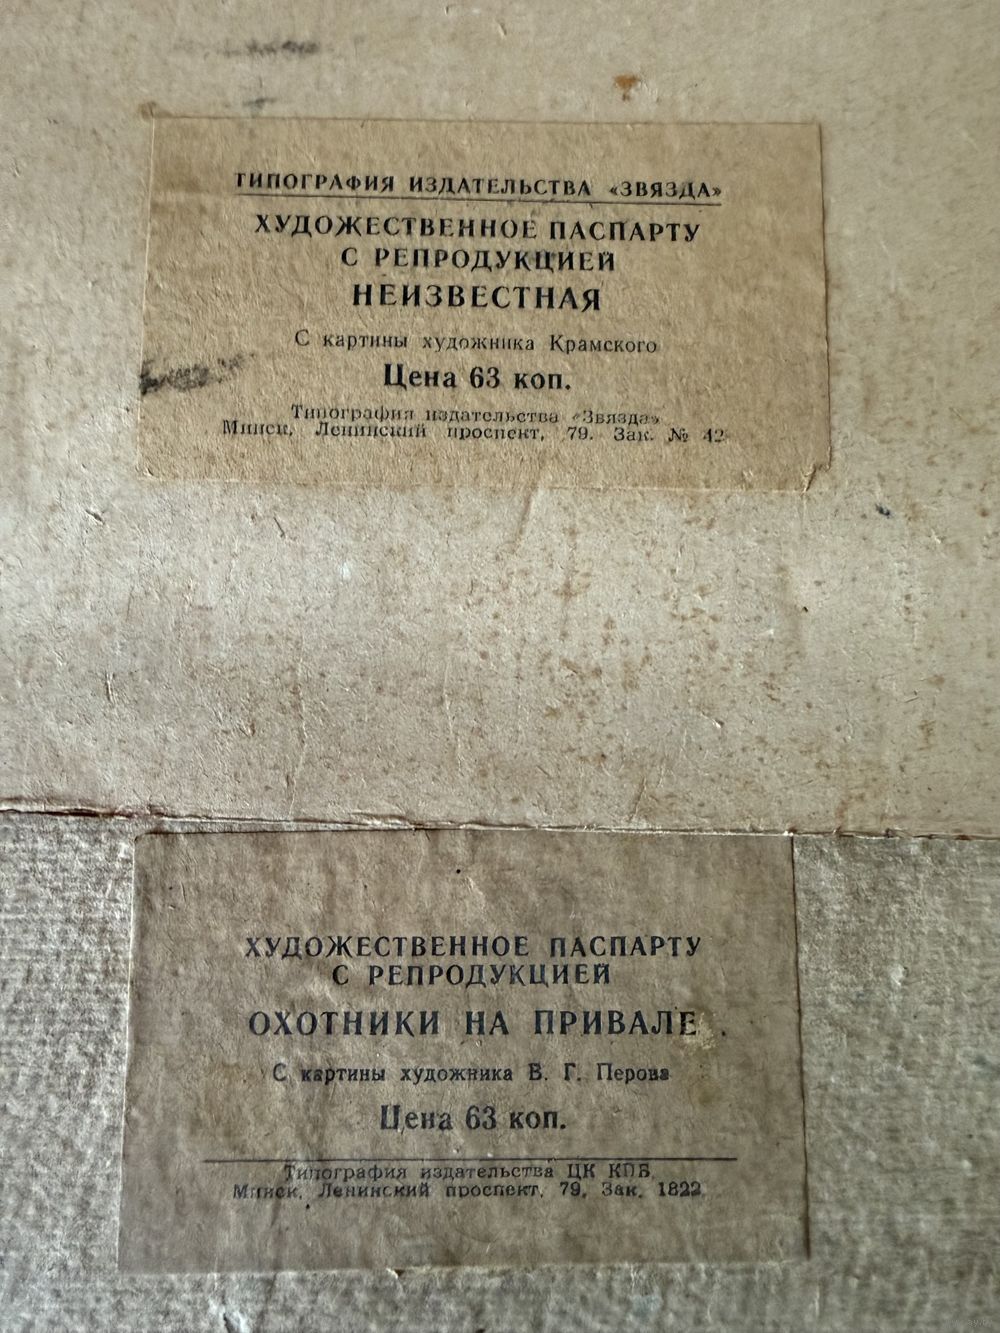 ТИПОГРАФИЯ ИЗДАТЕЛЬСТВА «ЗВЯЗДА»
ХУДОЖЕСТВЕННОЕ ПАСПАРТУ
С РЕПРОДУКЦИЕЙ
НЕИЗВЕСТНАЯ
С картины художника Крамского
Цена 63 коп.
Типография издательства «Звязда»
Минск, Ленинский проспект, 79. Зак. № 42
ХУДОЖЕСТВЕННОЕ ПАСПАРТУ
С РЕПРОДУКЦИЕЙ
ОХОТНИКИ НА ПРИВАЛЕ
С картины художника В. Г. Перова
Цена 63 коп.
Типография издательства ЦК КПБ
Минск, Ленинский проспект, 79, Зак. 1822